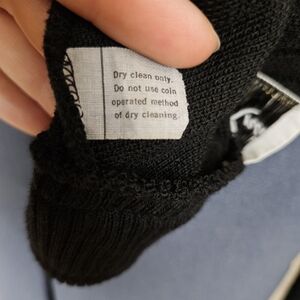 Dry clean only.
Do not use coin
operated method
of dry cleaning.